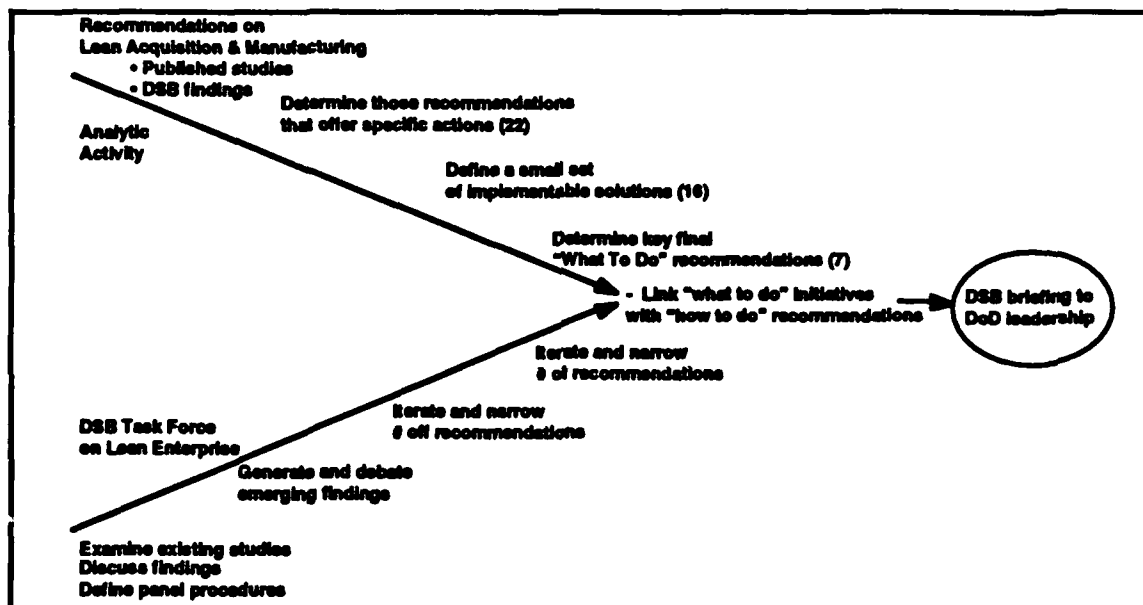 Recommendations on
Lean Acquisition & Manufacturing
• Published studies
• DSB findings
Determine those recommendations
that offer specific actions (22)
Analytic
Activity
Define a small set
of implementable solutions (16)
Determine key final
"What To Do" recommendations (7)
- Link "what to do" initiatives
with "how to do" recommendations
DSB briefing to
DoD leadership
Iterate and narrow
# of recommendations
Iterate and narrow
# off recommendations
DSB Task Force
on Lean Enterprise
Generate and debate
emerging findings
Examine existing studies
Discuss findings
Define panel procedures